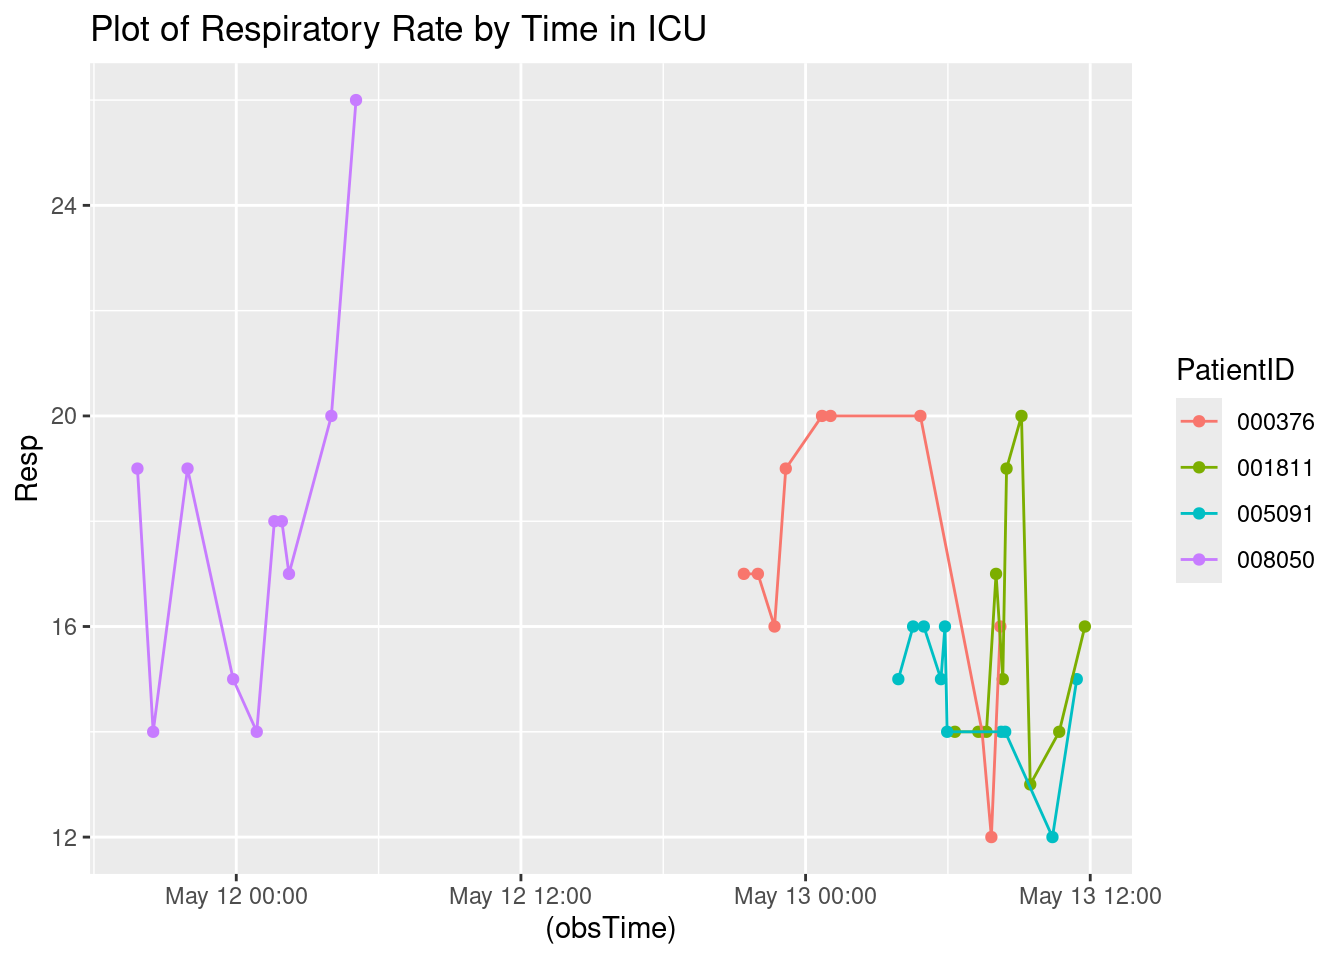 Plot of Respiratory Rate by Time in ICU
24
20
16
12
Resp
May 12 00:00
May 12 12:00
May 13 00:00
May 13 12:00
(obsTime)
PatientID
000376
001811
005091
008050